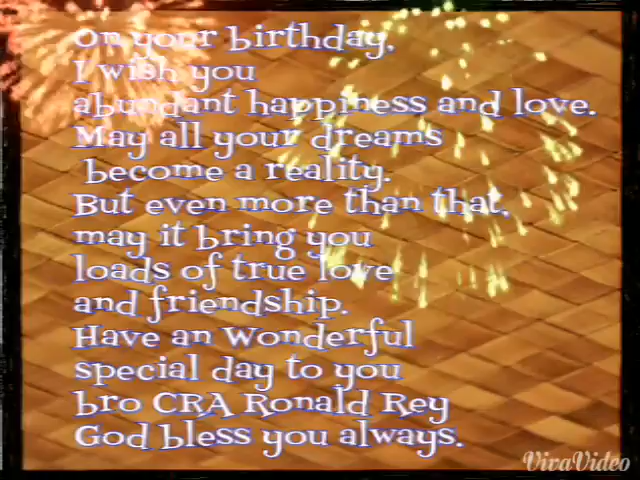 On your birthday,
I wish you
abundant happiness and love.
May all your dreams
become a reality.
But even more than that,
may it bring you
loads of true love
and friendship.
Have an Wonderful
special day to you
bro CRA Ronald Rey
God bless you always.
VivaVideo